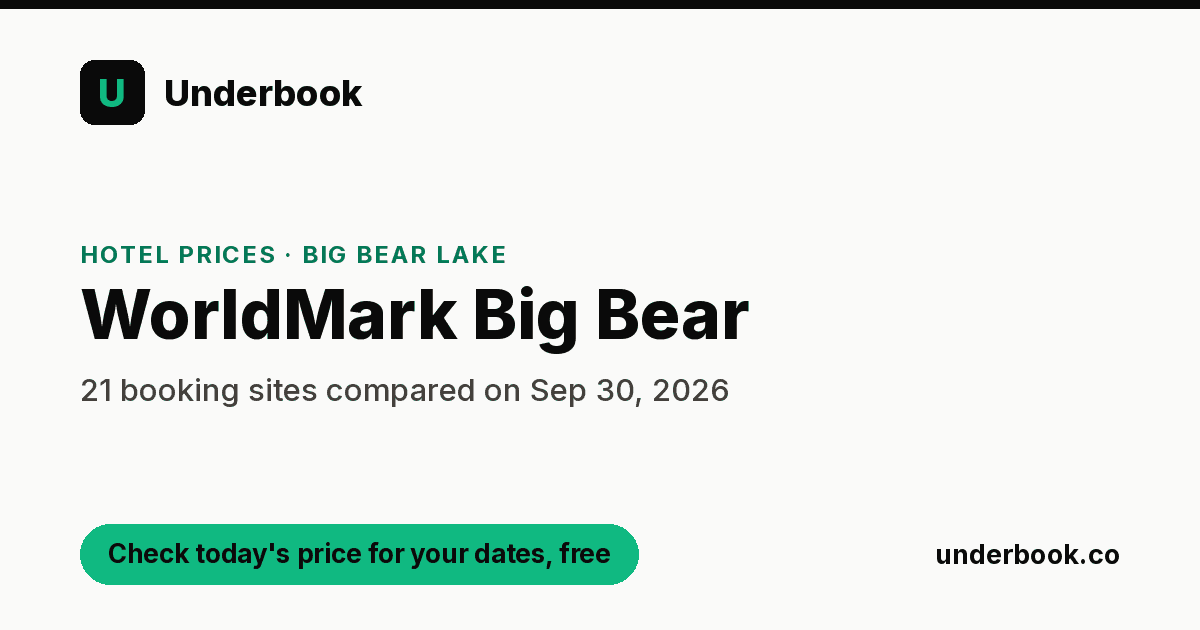 U Underbook
HOTEL PRICES · BIG BEAR LAKE
WorldMark Big Bear
21 booking sites compared on Sep 30, 2026
Check today's price for your dates, free
underbook.co